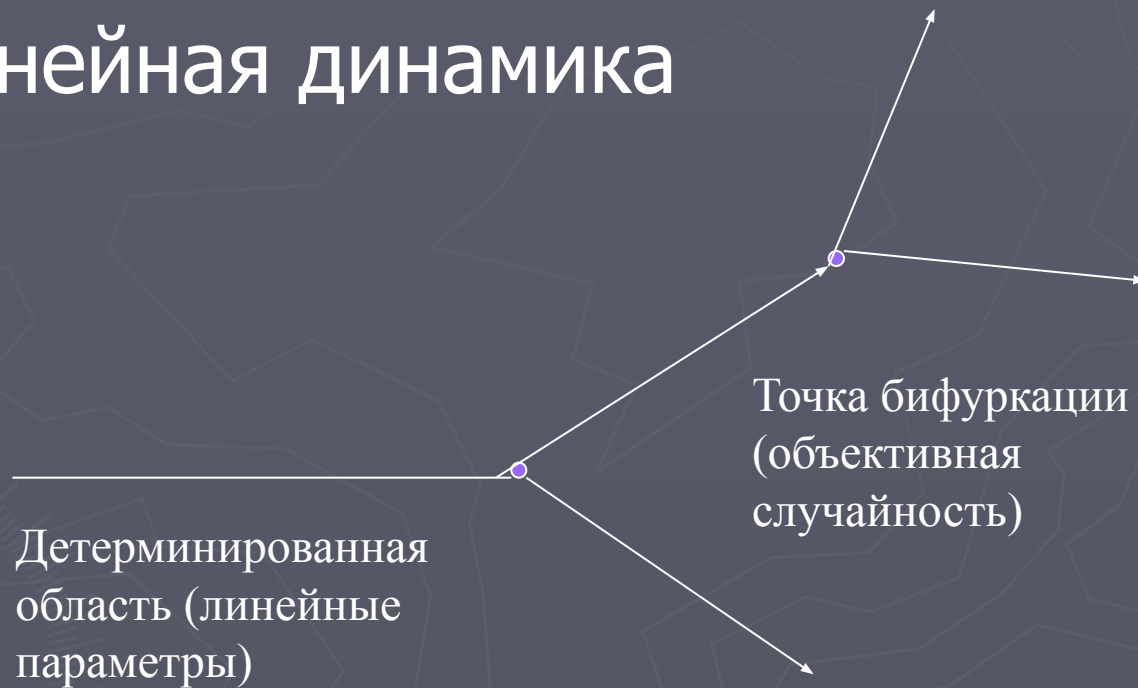 нейная динамика
Точка бифуркации
(объективная
случайность)
Детерминированная
область (линейные
параметры)